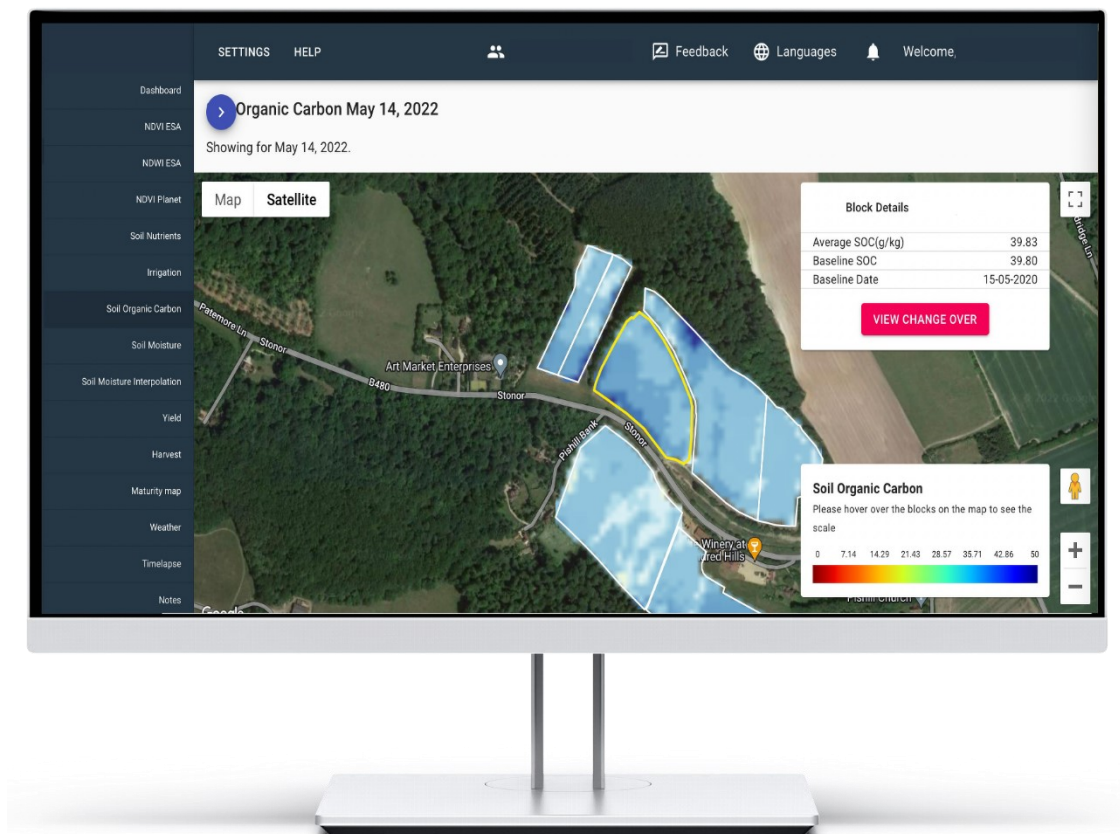 SETTINGS HELP Feedback Languages Welcome,
Dashboard
NDVI ESA
NDWI ESA
NDVI Planet
Soil Nutrients
Irrigation
Soil Organic Carbon
Soil Moisture
Soil Moisture Interpolation
Yield
Harvest
Maturity map
Weather
Timelapse
Notes
Organic Carbon May 14, 2022
Showing for May 14, 2022.
Map Satellite
Block Details
Average SOC(g/kg) 39.83
Baseline SOC 39.80
Baseline Date 15-05-2020
VIEW CHANGE OVER
Patemore Ln
Stonor
B480
Art Market Enterprises
Stonor
Pishill Bank
Stonor
Winery at
red Hills
Pishill Church
Google
Soil Organic Carbon
Please hover over the blocks on the map to see the
scale
0 7.14 14.29 21.43 28.57 35.71 42.86 50